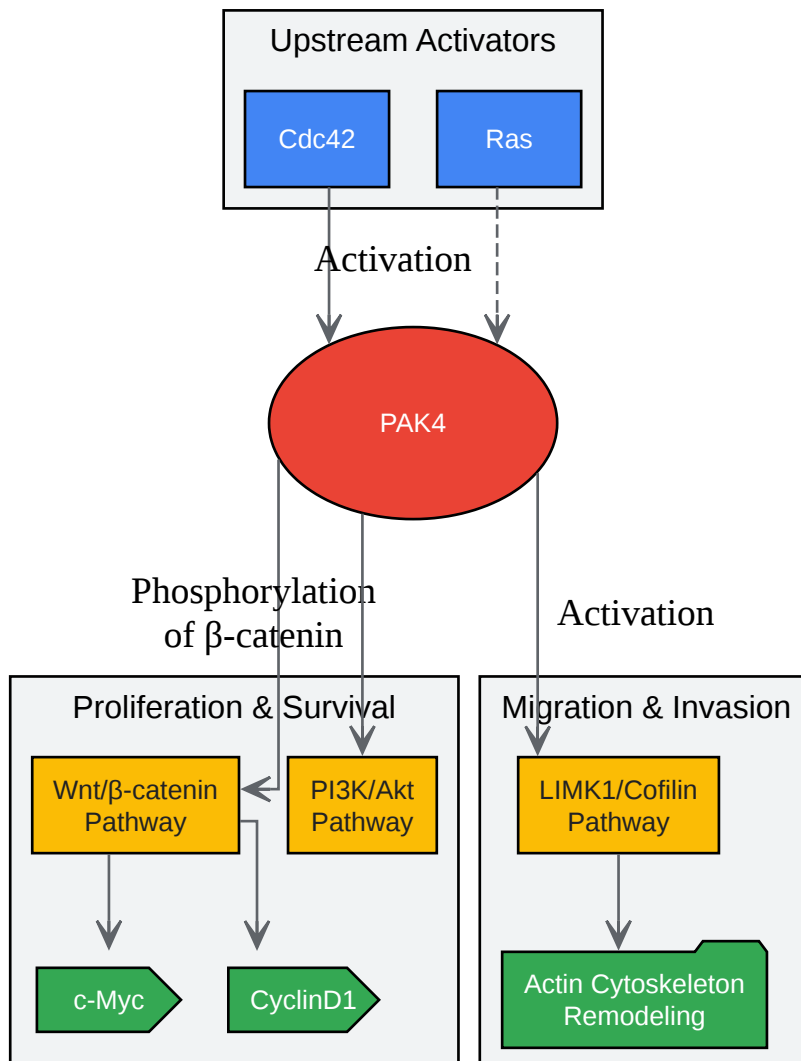 Upstream Activators
Cdc42
Ras
Activation
PAK4
Phosphorylation
of β-catenin
Activation
Proliferation & Survival
Migration & Invasion
Wnt/β-catenin
Pathway
PI3K/Akt
Pathway
LIMK1/Cofilin
Pathway
c-Myc
CyclinD1
Actin Cytoskeleton
Remodeling